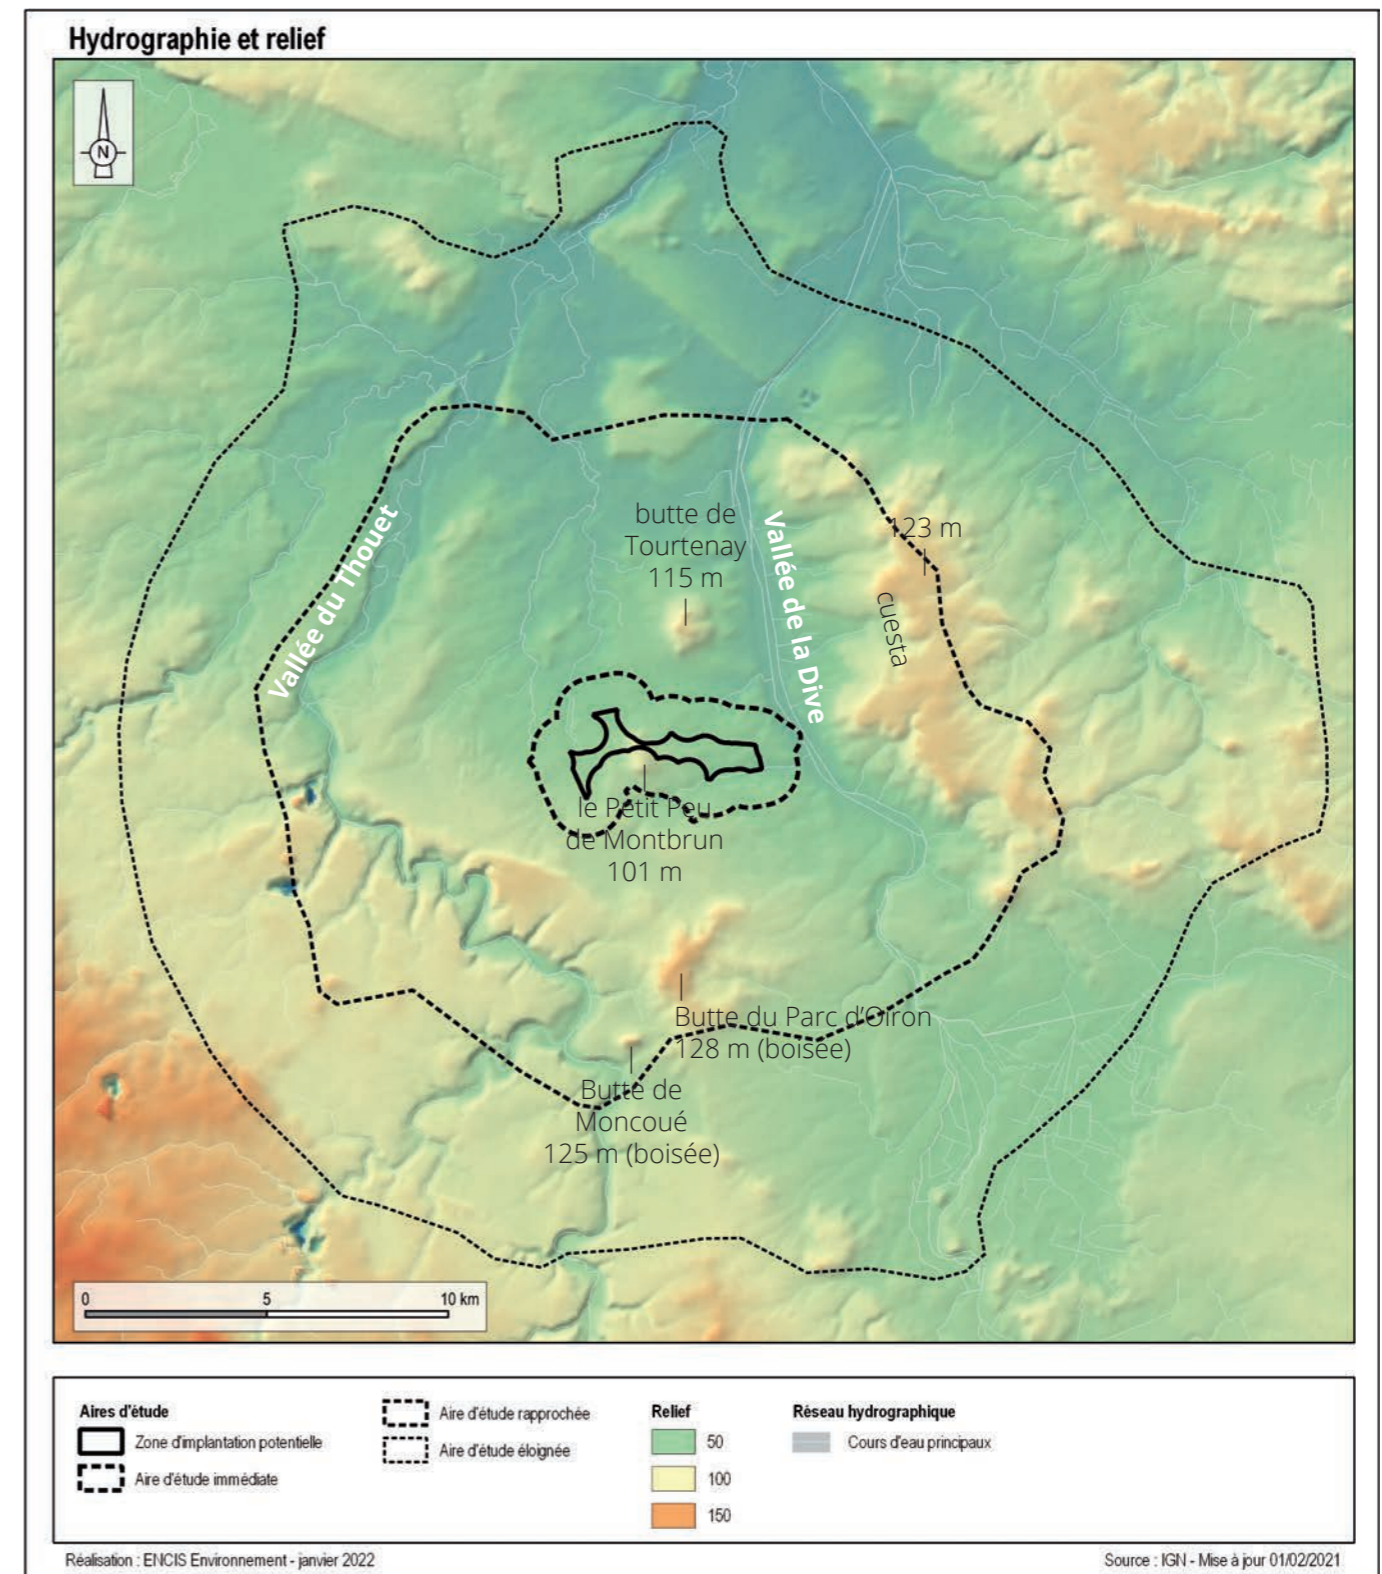 Hydrographie et relief
N
butte de
Tourtenay
115 m
Vallée du Thouet
Vallée de la Dive
123 m
cuesta
le Petit Peu
de Montbrun
101 m
Butte du Parc d'Oiron
128 m (boisée)
Butte de
Moncoué
125 m (boisée)
0 5 10 km
Aires d'étude
Zone d'implantation potentielle
Aire d'étude immédiate
Aire d'étude rapprochée
Aire d'étude éloignée
Relief
50
100
150
Réseau hydrographique
Cours d'eau principaux
Réalisation : ENCIS Environnement - janvier 2022
Source : IGN - Mise à jour 01/02/2021